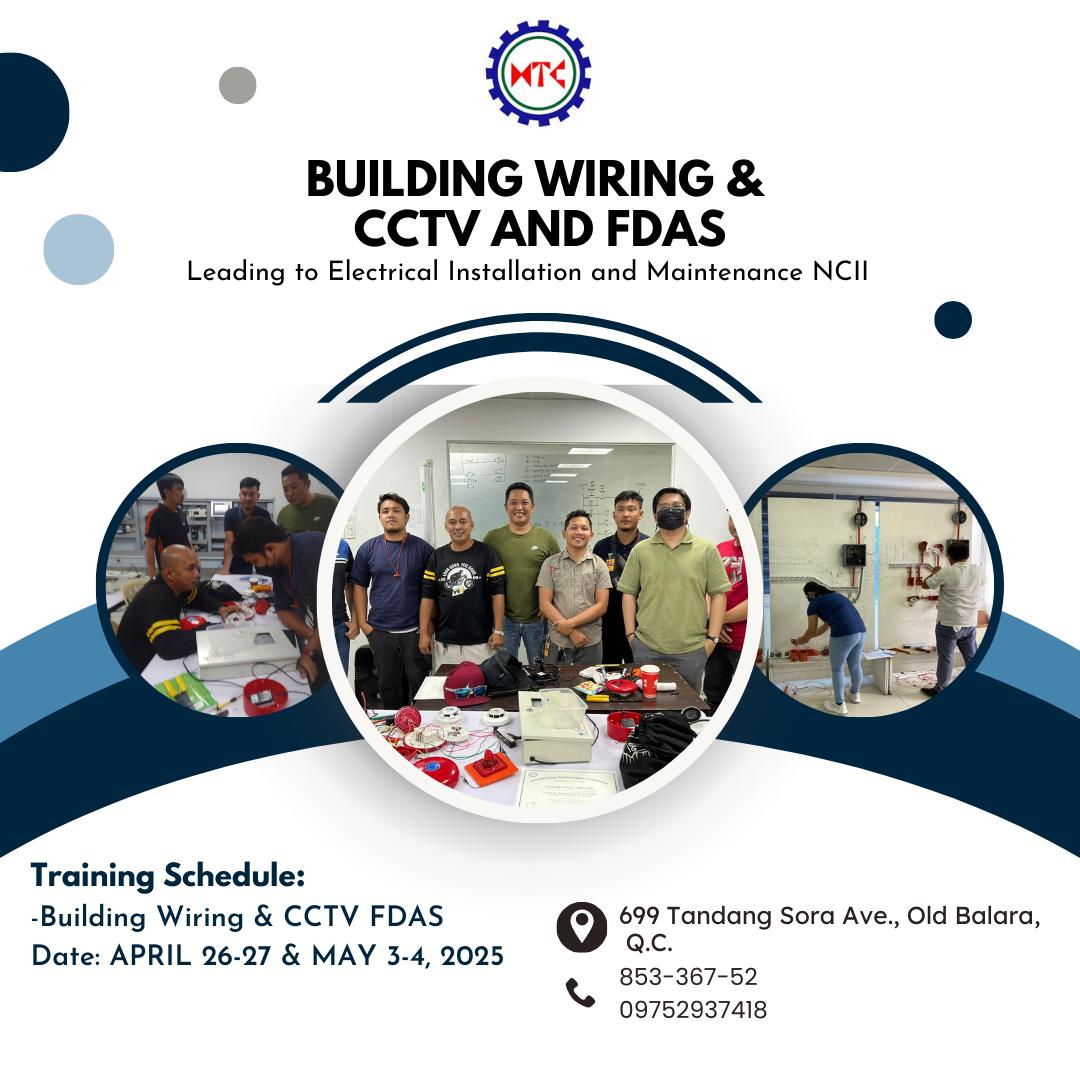 MTC
BUILDING WIRING &
CCTV AND FDAS
Leading to Electrical Installation and Maintenance NCII
Training Schedule:
-Building Wiring & CCTV FDAS
Date: APRIL 26-27 & MAY 3-4, 2025
699 Tandang Sora Ave., Old Balara,
Q.C.
853-367-52
09752937418